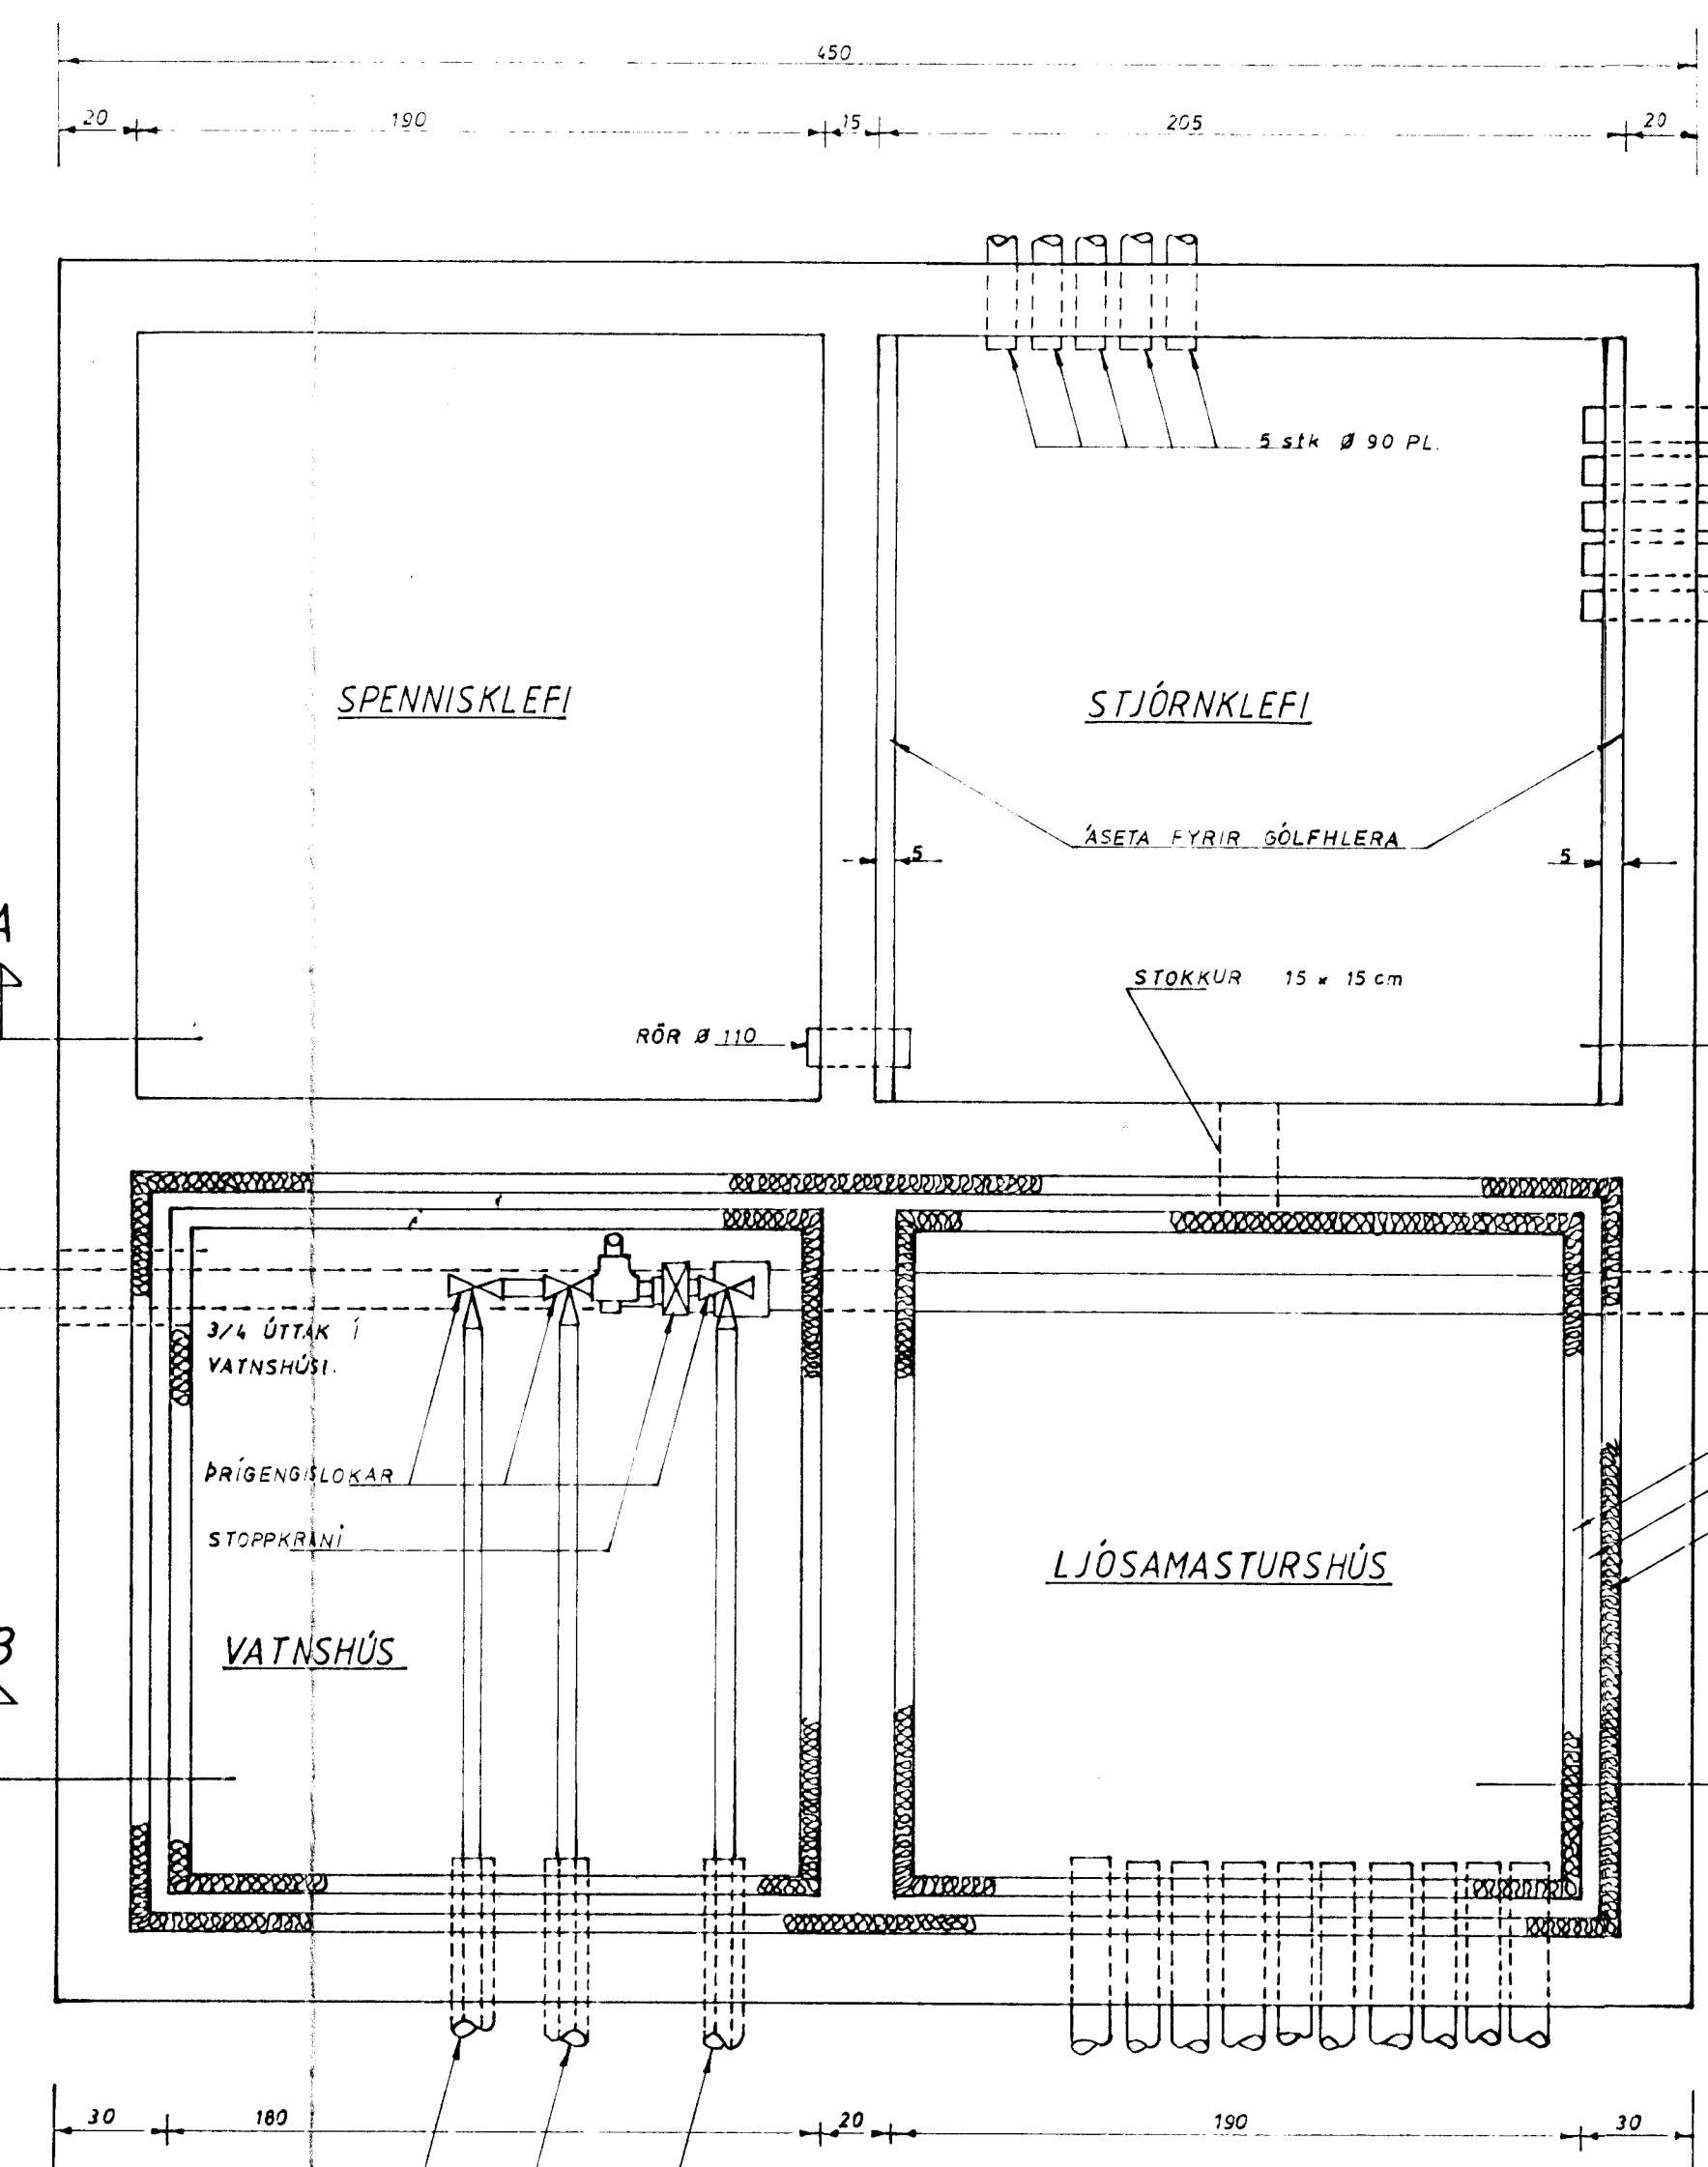 450
20 190 15 205 20
5 stk Ø 90 PL.
SPENNISKLEFI
STJÓRNKLEFI
ÁSETA FYRIR GÓLFHLERA
5 5
A
STOKKUR 15 x 15 cm
RÖR Ø 110
3/4 ÚTTAK Í
VATNSHÚSI.
ÞRÍGENGISLOKAR
STOPPKRANI
LJÓSAMASTURSHÚS
B
VATNSHÚS
30 180 20 190 30